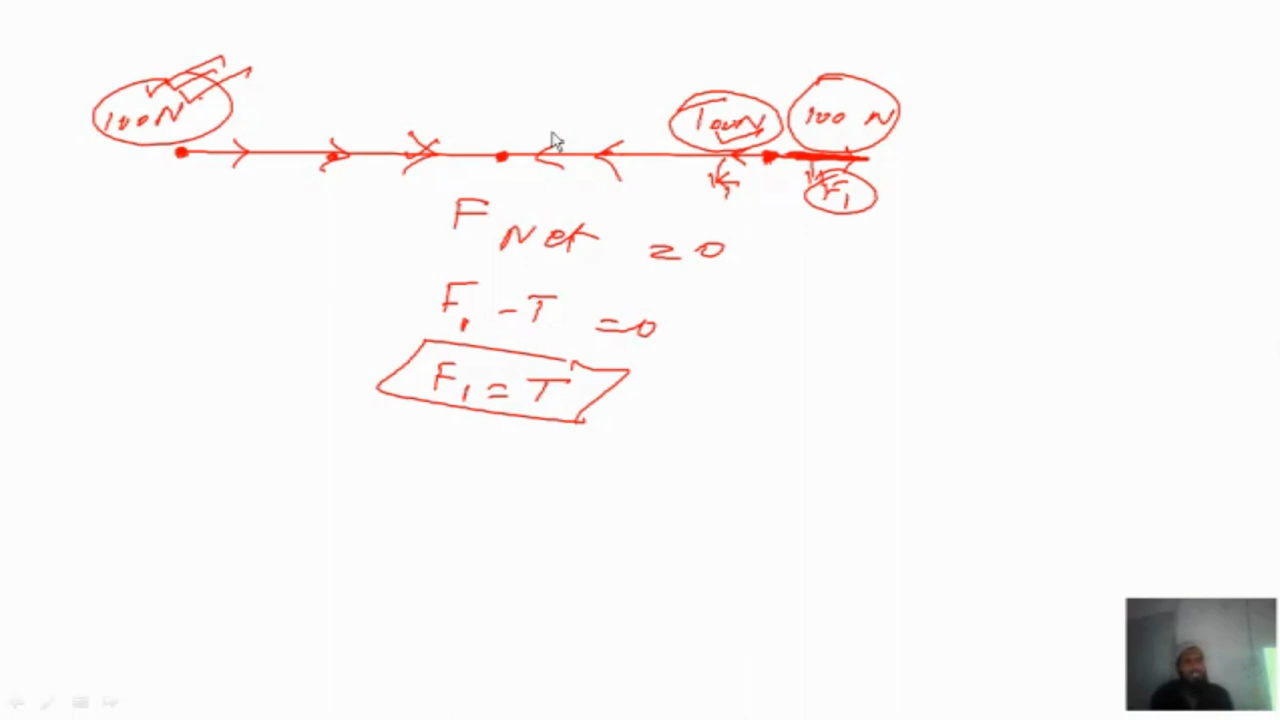 100N
100N
100 N
F1
F Net = 0
F1 - T = 0
F1 = T